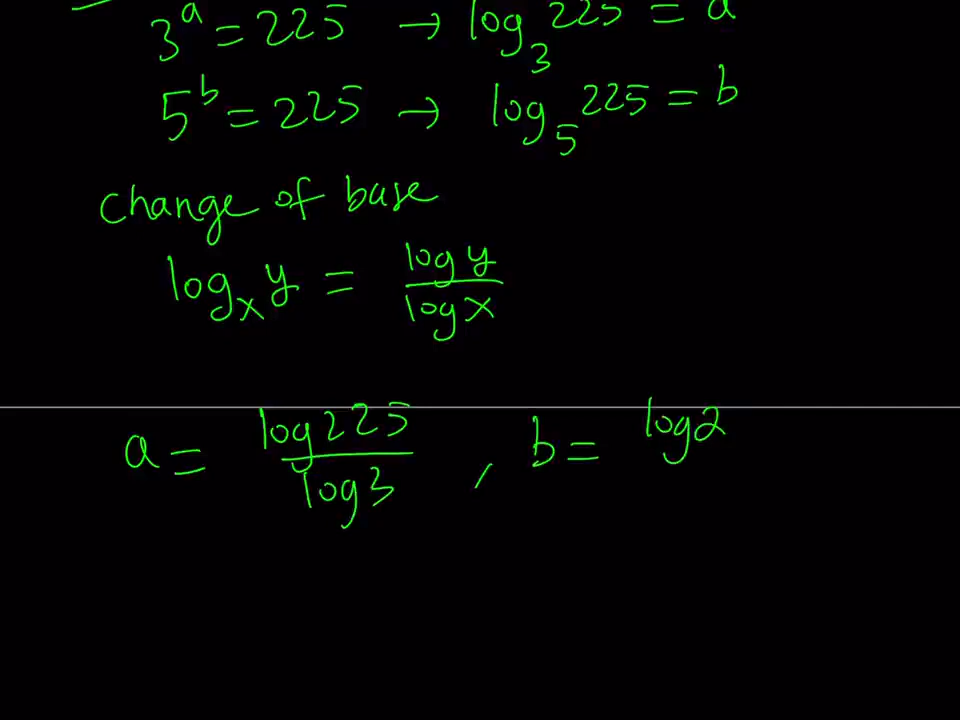 3^a = 225 → log_3 225 = a
5^b = 225 → log_5 225 = b
change of base
log_x y = log y / log x
a = log 225 / log 3 , b = log 2